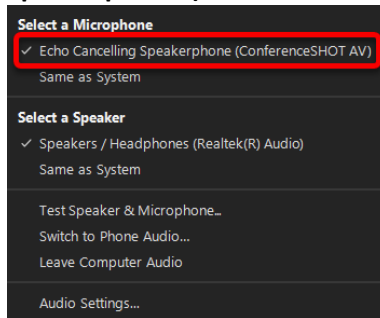 Select a Microphone
✓ Echo Cancelling Speakerphone (ConferenceSHOT AV)
Same as System
Select a Speaker
✓ Speakers / Headphones (Realtek(R) Audio)
Same as System
Test Speaker & Microphone...
Switch to Phone Audio...
Leave Computer Audio
Audio Settings...